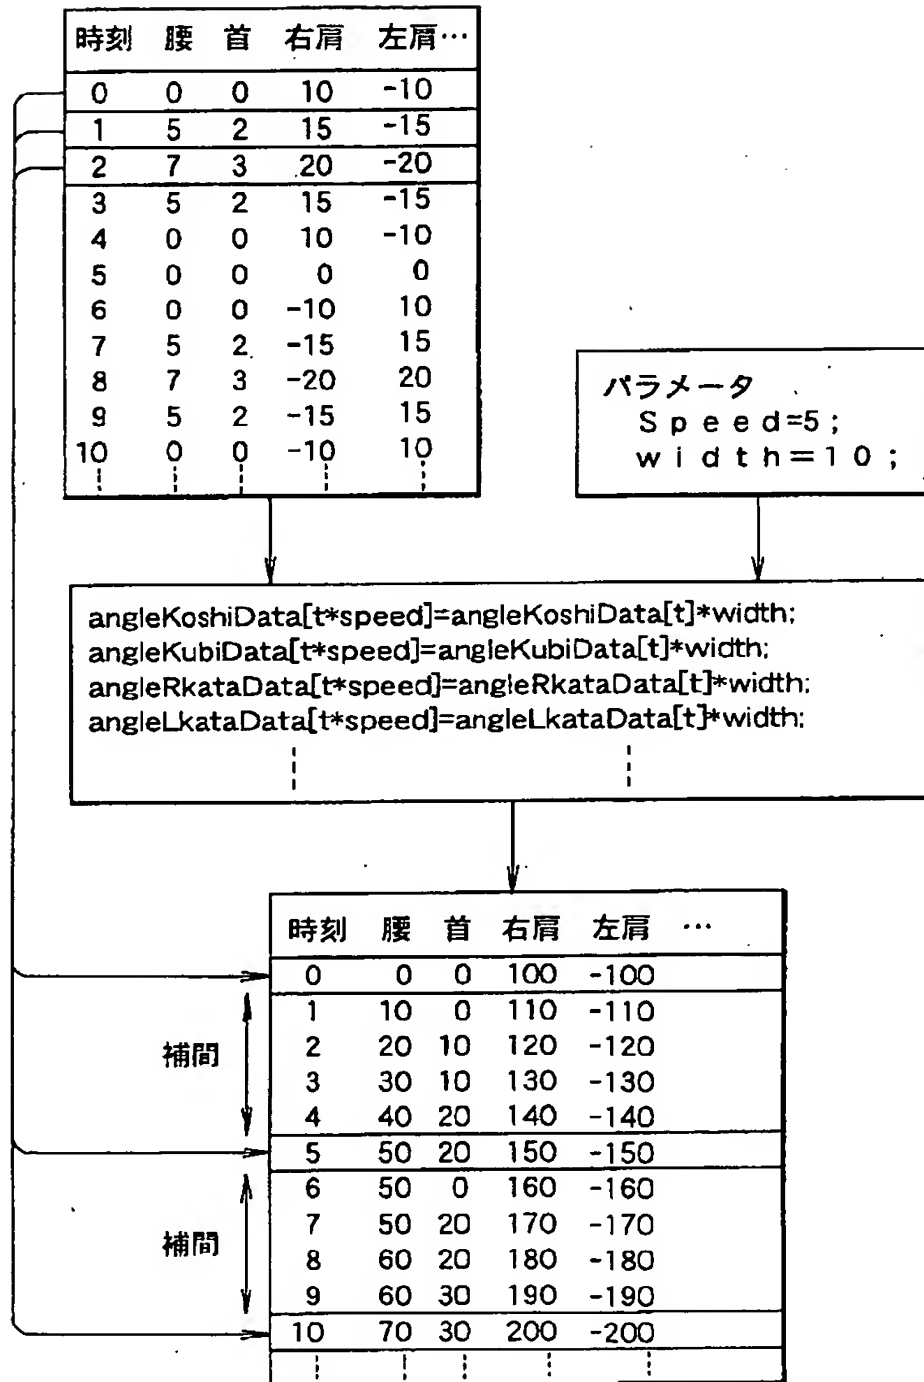 時刻 腰 首 右肩 左肩…
0 0 0 10 -10
1 5 2 15 -15
2 7 3 20 -20
3 5 2 15 -15
4 0 0 10 -10
5 0 0 0 0
6 0 0 -10 10
7 5 2 -15 15
8 7 3 -20 20
9 5 2 -15 15
10 0 0 -10 10
パラメータ
Speed=5;
width=10;
angleKoshiData[t*speed]=angleKoshiData[t]*width;
angleKubiData[t*speed]=angleKubiData[t]*width;
angleRkataData[t*speed]=angleRkataData[t]*width;
angleLkataData[t*speed]=angleLkataData[t]*width;
時刻 腰 首 右肩 左肩 …
0 0 0 100 -100
1 10 0 110 -110
2 20 10 120 -120
補間
3 30 10 130 -130
4 40 20 140 -140
5 50 20 150 -150
6 50 0 160 -160
7 50 20 170 -170
補間
8 60 20 180 -180
9 60 30 190 -190
10 70 30 200 -200